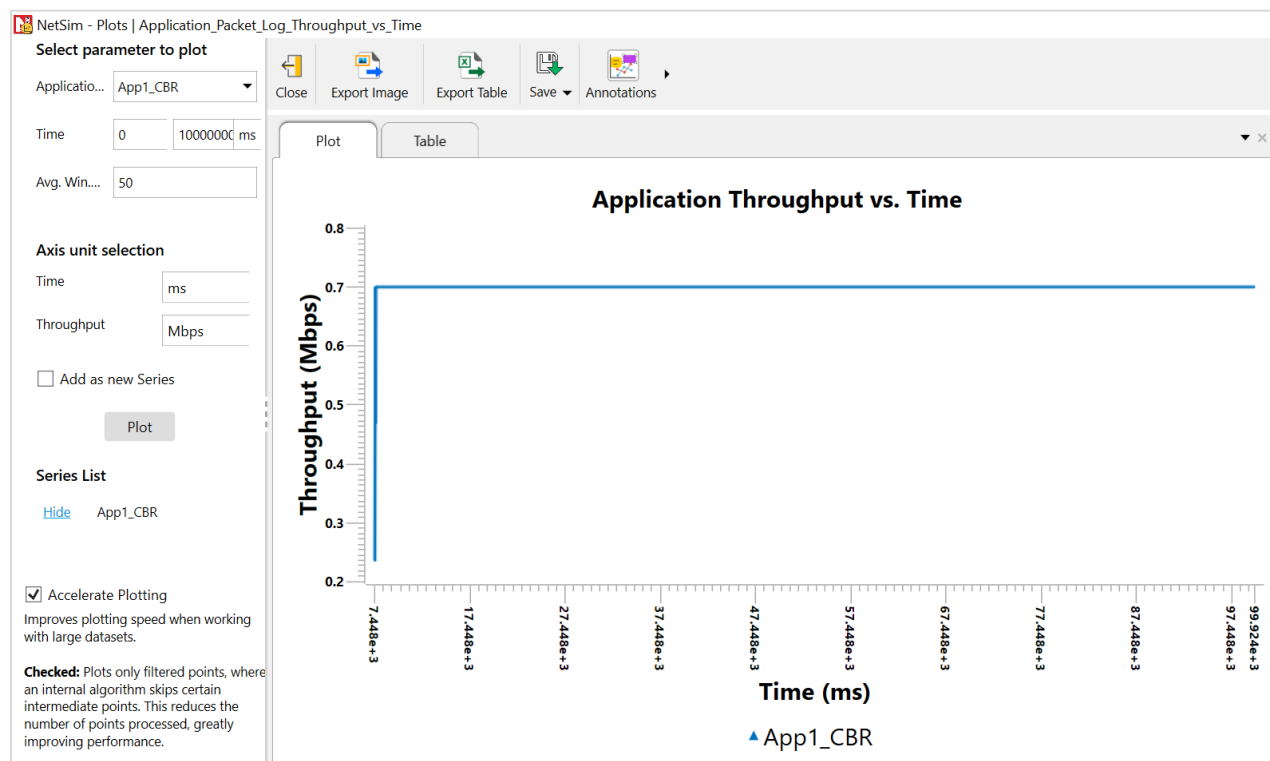 NetSim - Plots | Application_Packet_Log_Throughput_vs_Time
Select parameter to plot
Applicatio... App1_CBR
Time 0 10000000 ms
Avg. Win.... 50
Axis unit selection
Time ms
Throughput Mbps
Add as new Series
Plot
Series List
Hide App1_CBR
Accelerate Plotting
Improves plotting speed when working
with large datasets.
Checked: Plots only filtered points, where
an internal algorithm skips certain
intermediate points. This reduces the
number of points processed, greatly
improving performance.
Close Export Image Export Table Save Annotations
Plot Table
Application Throughput vs. Time
Throughput (Mbps)
0.8
0.7
0.6
0.5
0.4
0.3
0.2
7.448e+3 17.448e+3 27.448e+3 37.448e+3 47.448e+3 57.448e+3 67.448e+3 77.448e+3 87.448e+3 97.448e+3 99.924e+3
Time (ms)
App1_CBR